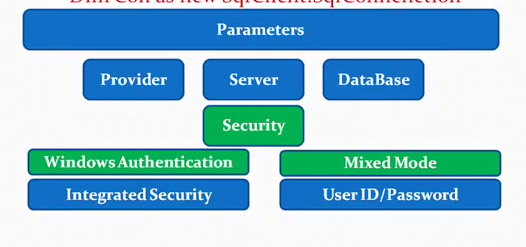 Dim Con as new SqlClient.SqlConnenction
Parameters
Provider Server DataBase
Security
Windows Authentication Mixed Mode
Integrated Security User ID/Password